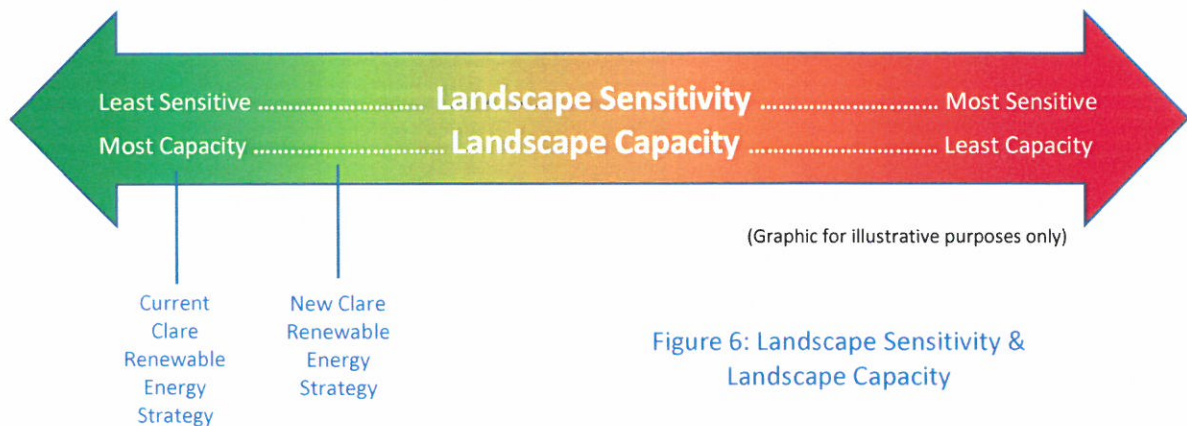 Least Sensitive ........................... Landscape Sensitivity ........................... Most Sensitive
Most Capacity .............................. Landscape Capacity .............................. Least Capacity
(Graphic for illustrative purposes only)
Current
Clare
Renewable
Energy
Strategy
New Clare
Renewable
Energy
Strategy
Figure 6: Landscape Sensitivity &
Landscape Capacity